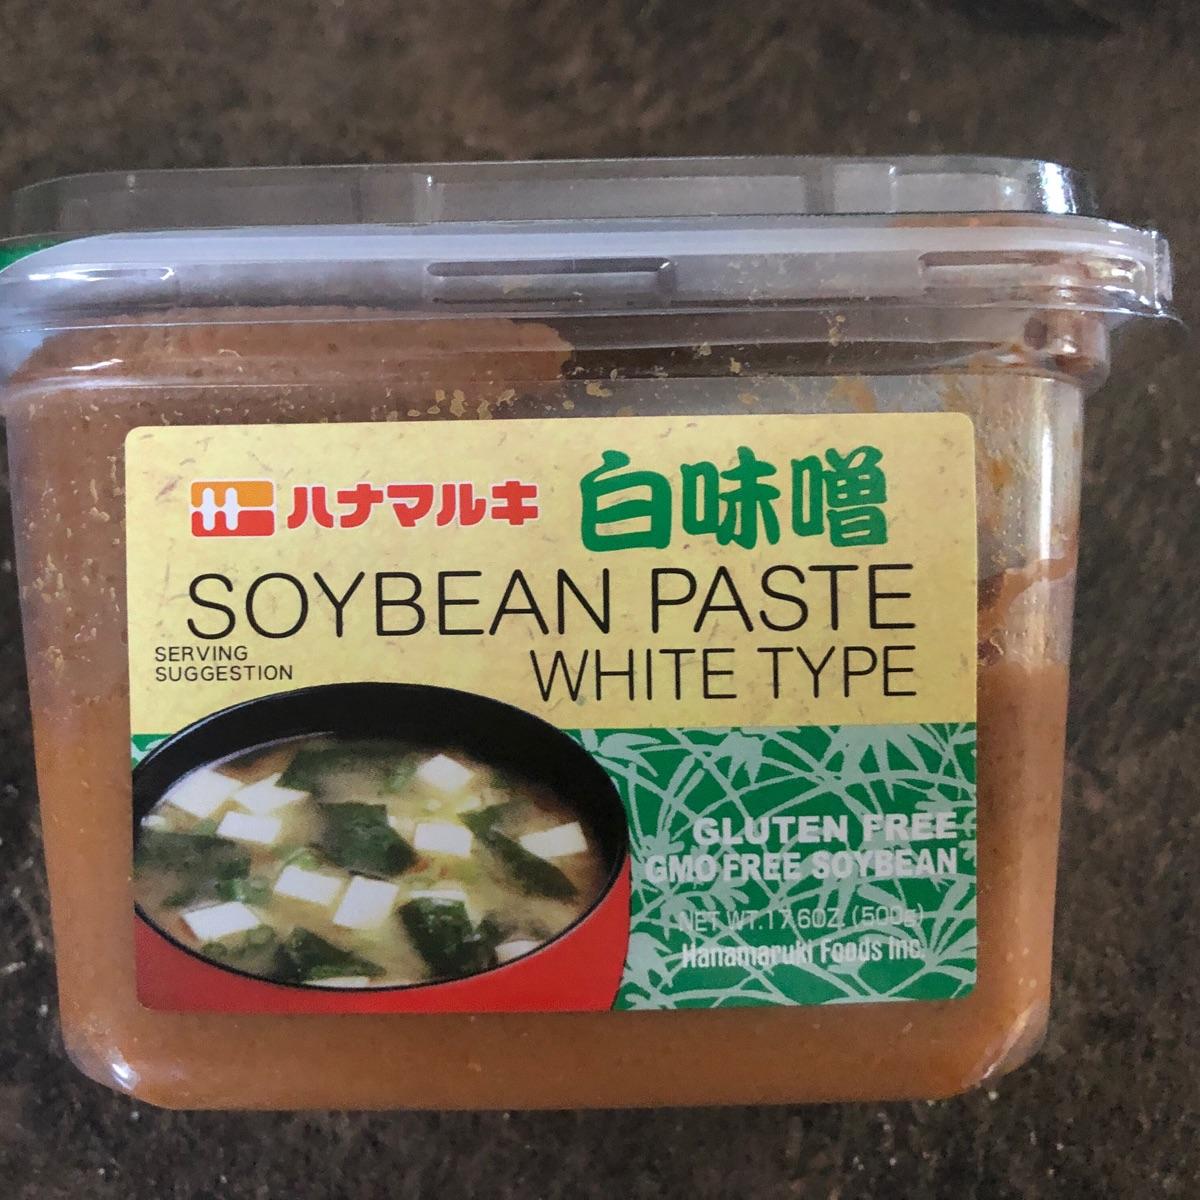 ハナマルキ 白味噌
SOYBEAN PASTE
SERVING
SUGGESTION
WHITE TYPE
GLUTEN FREE
GMO FREE SOYBEAN
NET WT.17.6OZ.(500g)
Hanamaruki Foods Inc.